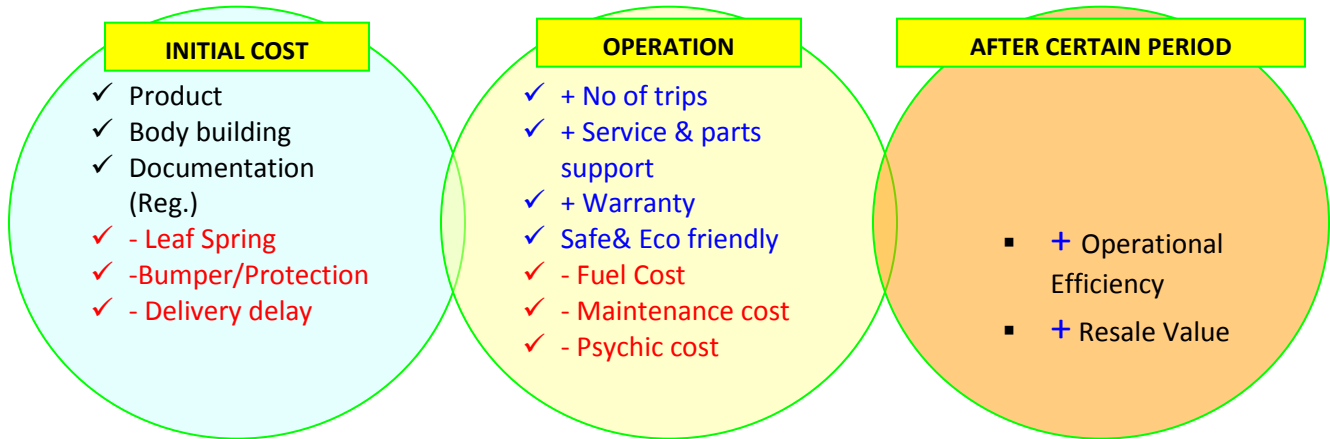 INITIAL COST
✓ Product
✓ Body building
✓ Documentation
(Reg.)
✓ - Leaf Spring
✓ -Bumper/Protection
✓ - Delivery delay
OPERATION
✓ + No of trips
✓ + Service & parts
support
✓ + Warranty
✓ Safe& Eco friendly
✓ - Fuel Cost
✓ - Maintenance cost
✓ - Psychic cost
AFTER CERTAIN PERIOD
▪ + Operational
Efficiency
▪ + Resale Value